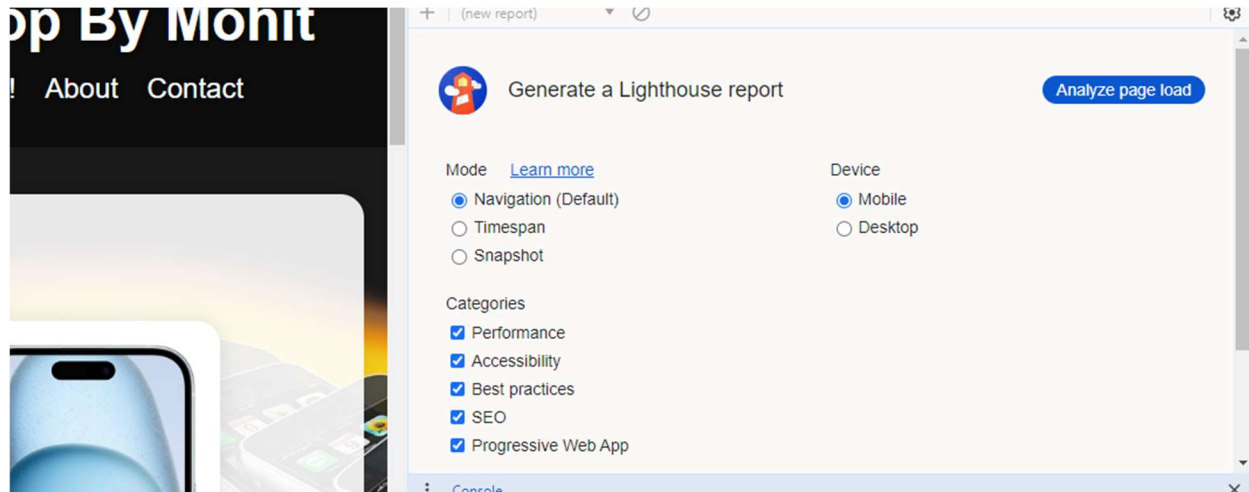 op By Mohit
! About Contact
(new report)
Generate a Lighthouse report
Analyze page load
Mode Learn more
Navigation (Default)
Timespan
Snapshot
Device
Mobile
Desktop
Categories
Performance
Accessibility
Best practices
SEO
Progressive Web App
Console